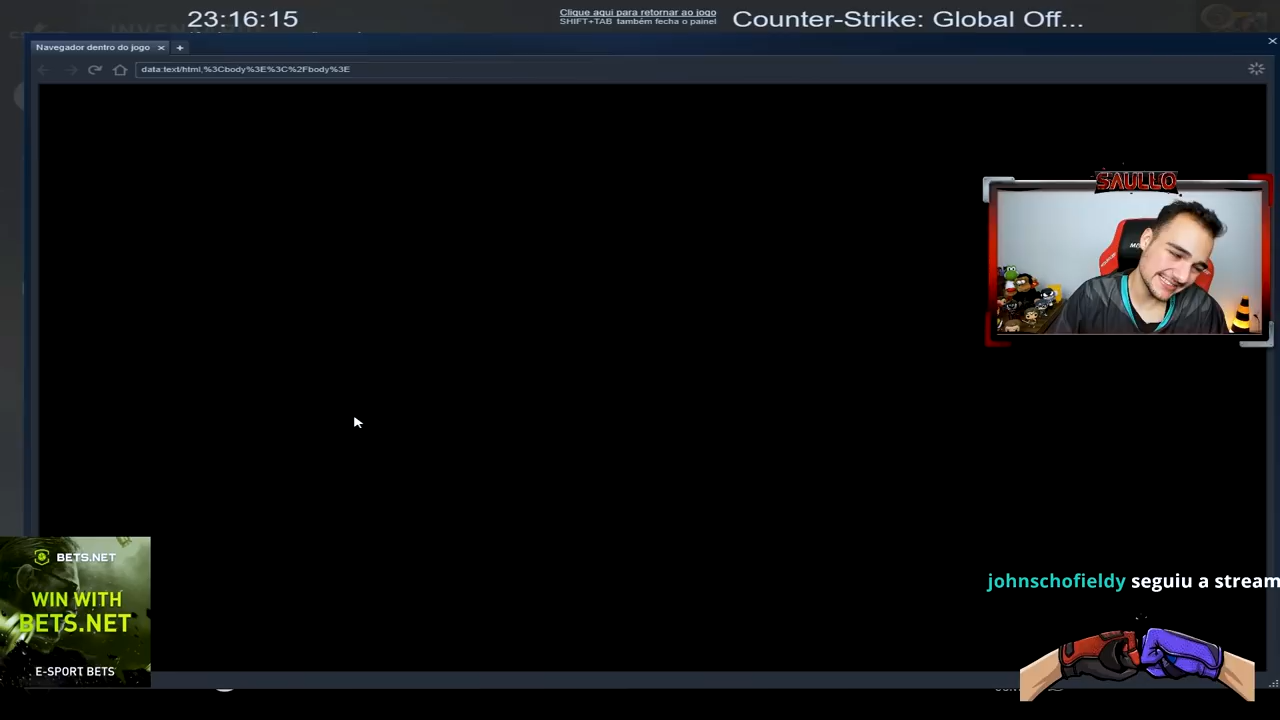 23:16:15
Clique aqui para retornar ao jogo
SHIFT+TAB também fecha o painel
Counter-Strike: Global Off...
Navegador dentro do jogo
data:text/html,%3Cbody%3E%3C%2Fbody%3E
SAULLO
BETS.NET
WIN WITH
BETS.NET
E-SPORT BETS
johnschofieldy seguiu a stream